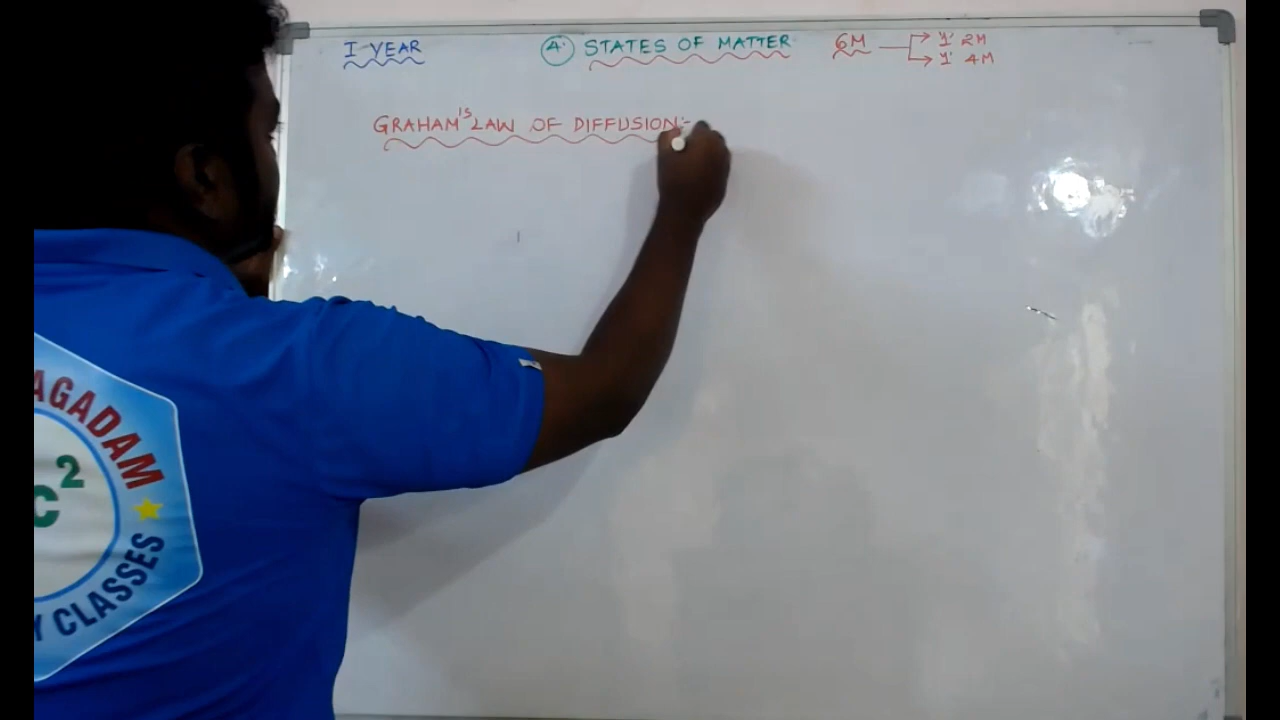 I YEAR
4. STATES OF MATTER
6M
'1' 2M
'1' 4M
GRAHAM'S LAW OF DIFFUSION:-
AGADAM
C²
Y CLASSES